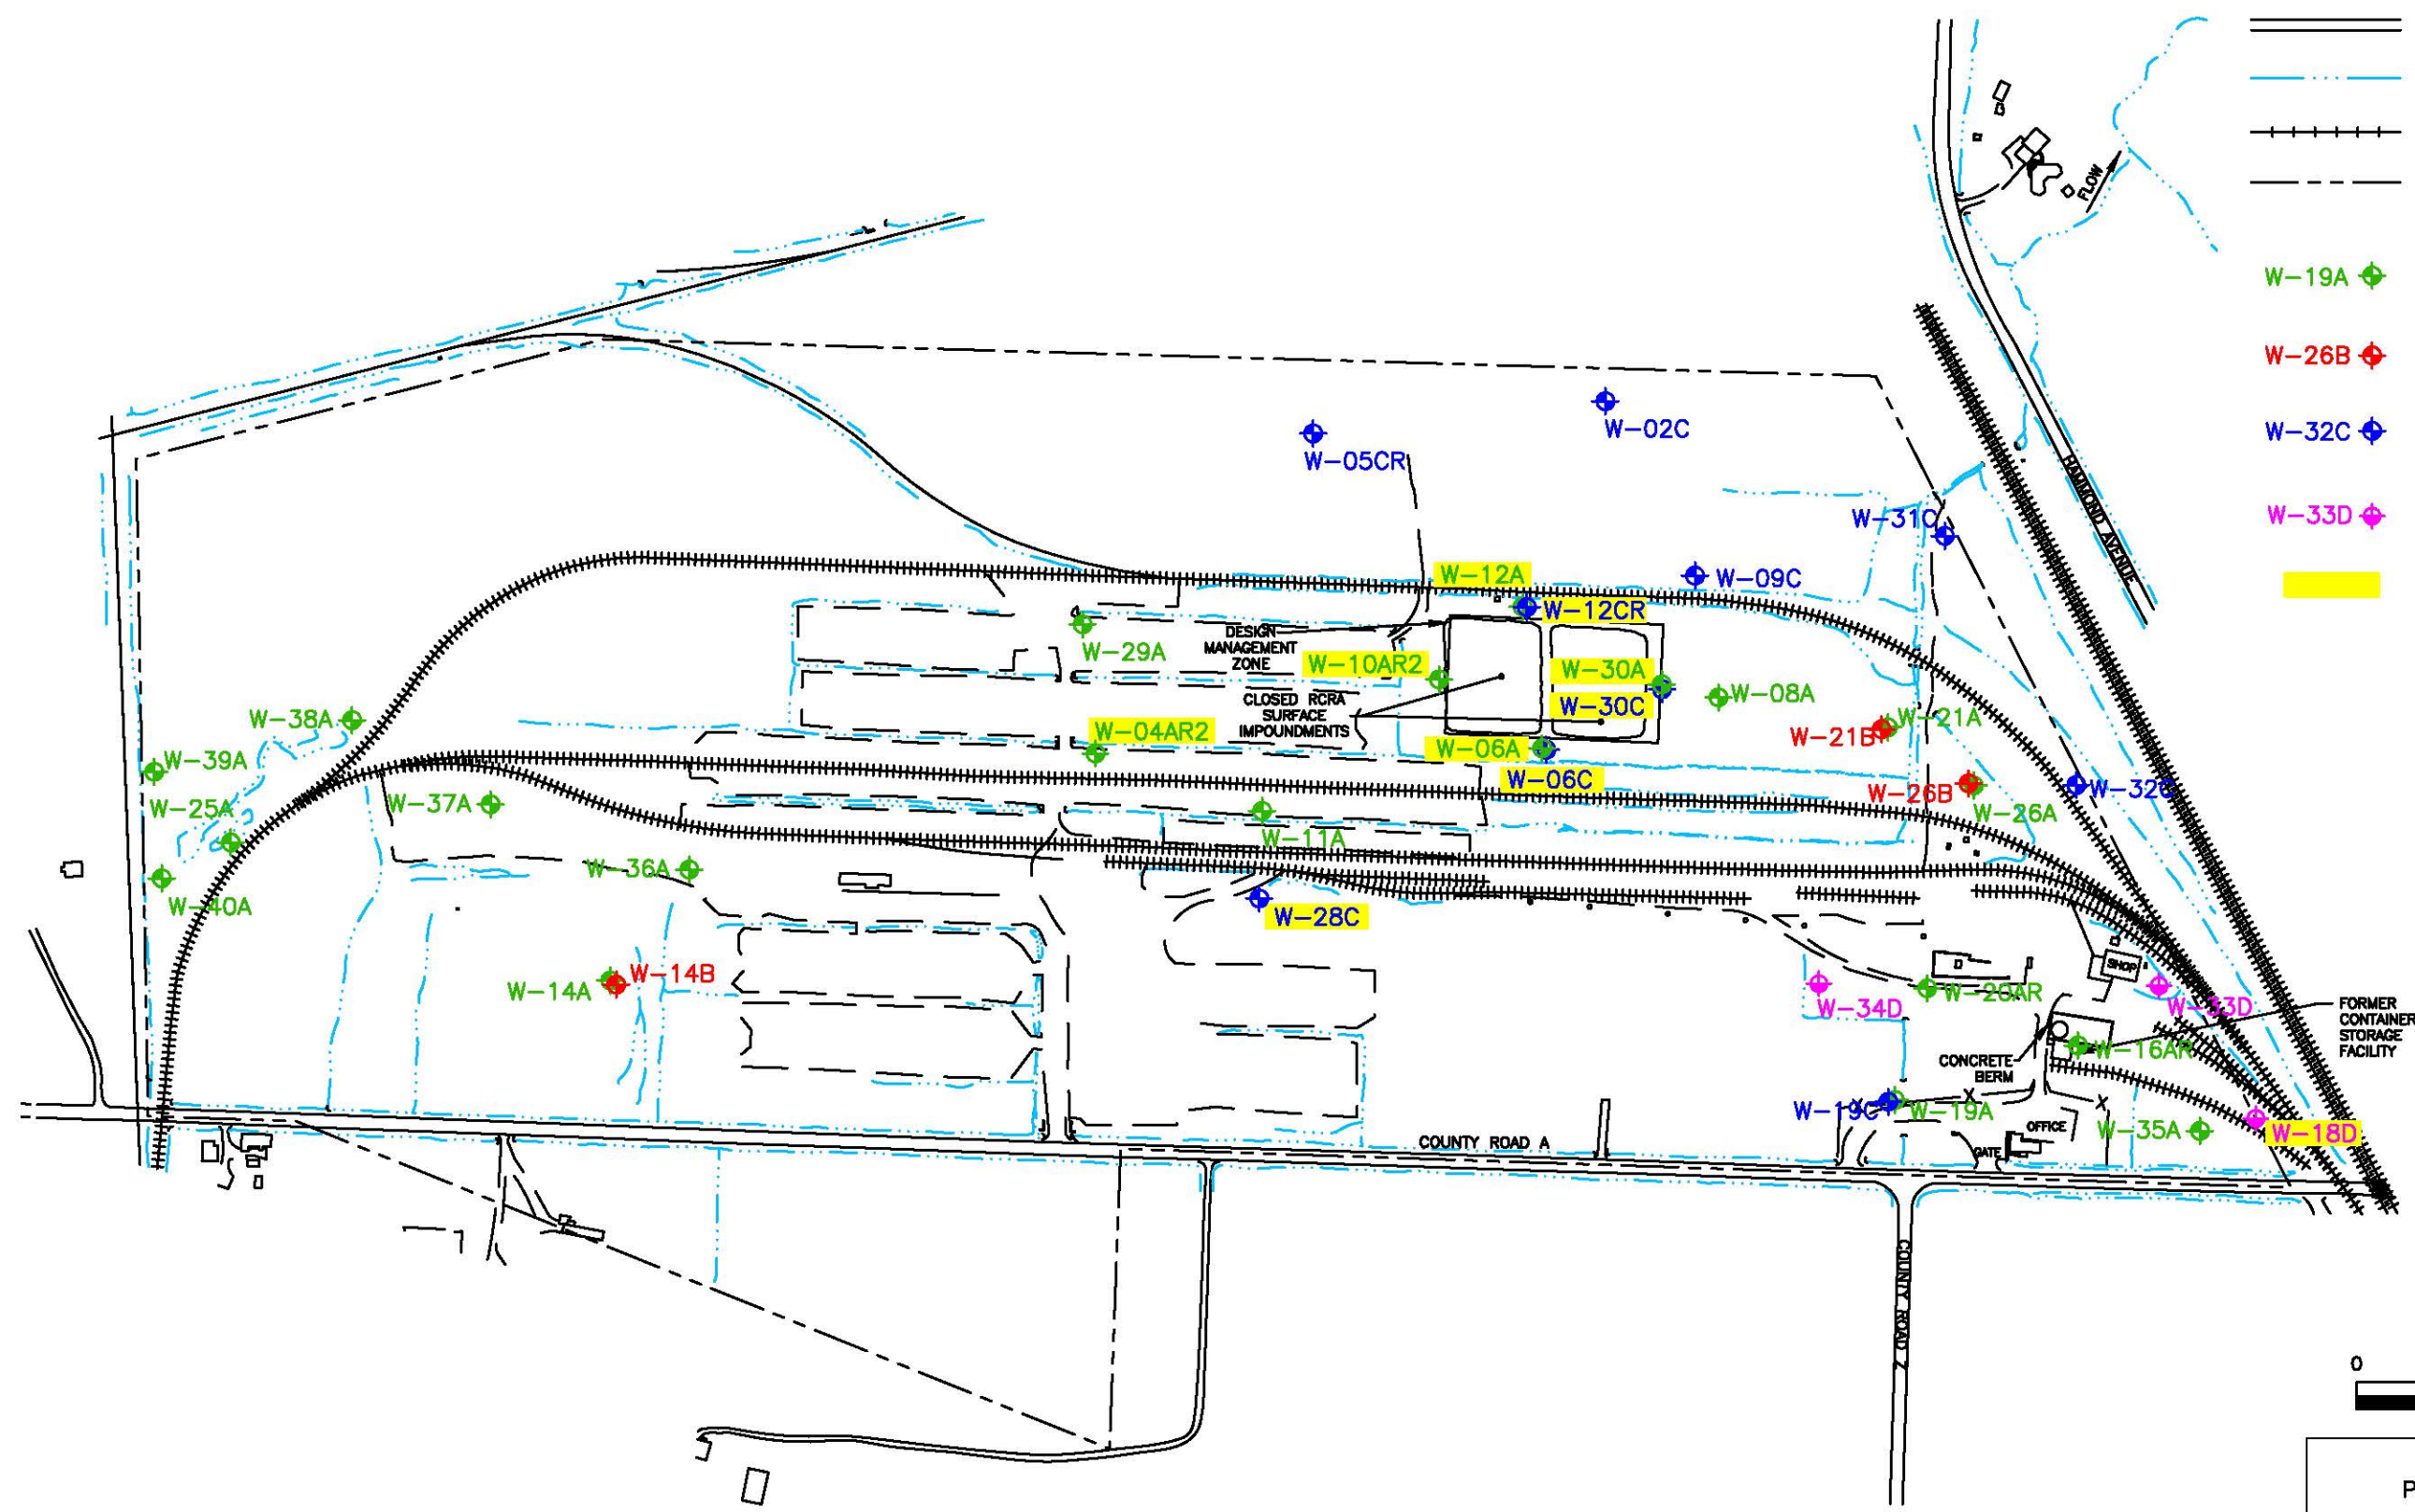 FLOW
W-19A
W-26B
W-32C
W-33D
HAMMOND AVENUE
W-02C
W-05CR
W-31C
W-12A
W-09C
W-12CR
DESIGN
MANAGEMENT
ZONE
W-29A
W-10AR2
W-30A
W-08A
CLOSED RCRA
SURFACE
IMPOUNDMENTS
W-30C
W-38A
W-04AR2
W-21A
W-21B
W-06A
W-39A
W-06C
W-32C
W-26B
W-25A
W-37A
W-26A
W-11A
W-36A
W-40A
W-28C
SHOP
W-14B
W-14A
W-34D
W-20AR
W-33D
FORMER
CONTAINER
STORAGE
FACILITY
W-16AR
CONCRETE
BERM
W-19C
X
X
X
W-19A
OFFICE
W-35A
W-18D
COUNTY ROAD A
GATE
COUNTY ROAD Z
0
P